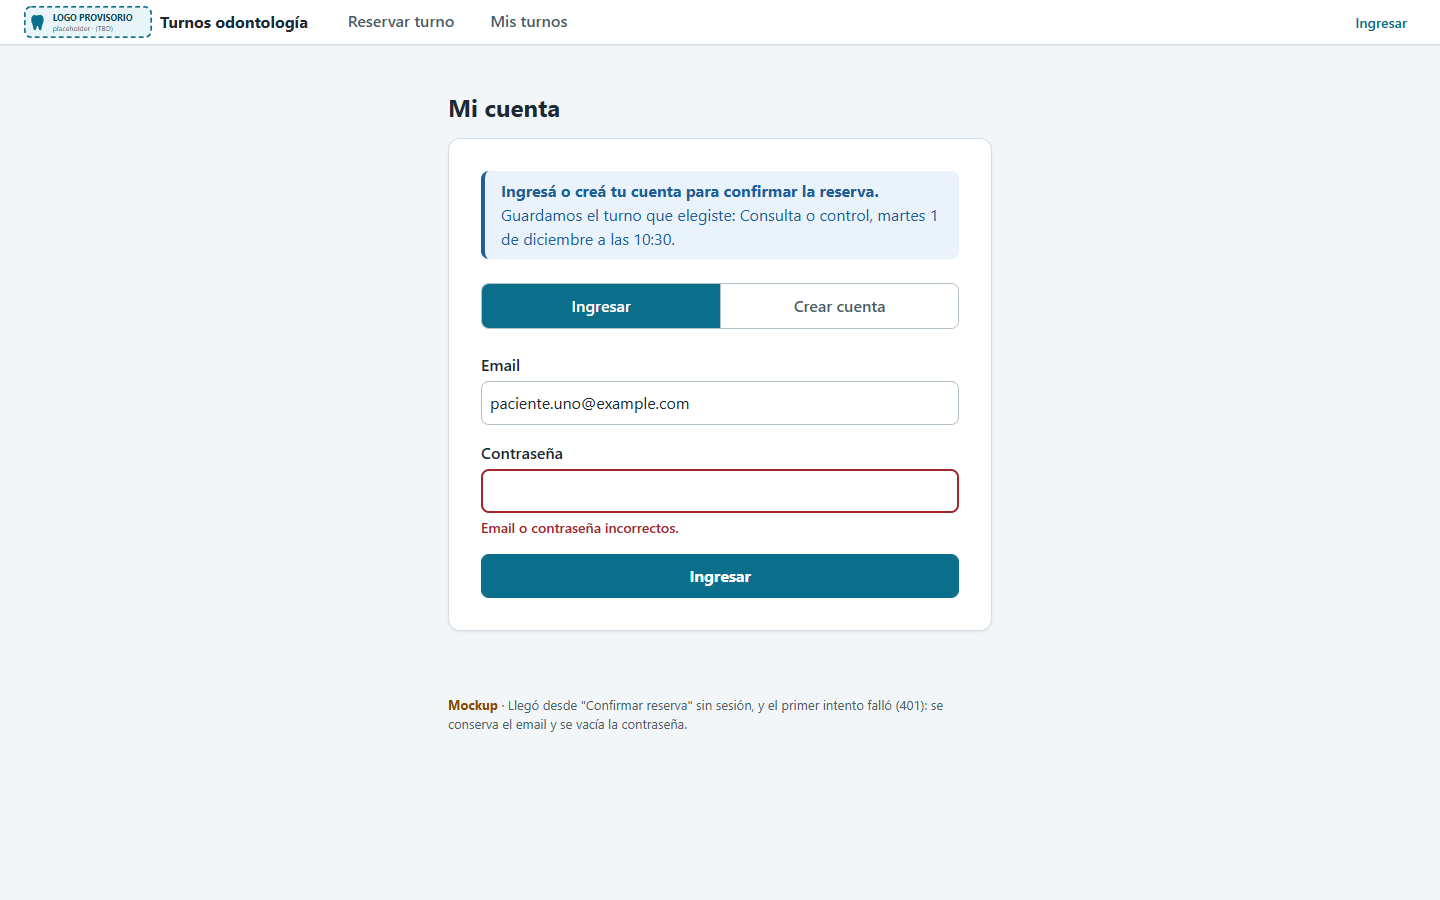 LOGO PROVISORIO
placeholder · (TBD)
Turnos odontología
Reservar turno
Mis turnos
Ingresar
Mi cuenta
Ingresá o creá tu cuenta para confirmar la reserva.
Guardamos el turno que elegiste: Consulta o control, martes 1
de diciembre a las 10:30.
Ingresar
Crear cuenta
Email
paciente.uno@example.com
Contraseña
Email o contraseña incorrectos.
Ingresar
Mockup · Llegó desde "Confirmar reserva" sin sesión, y el primer intento falló (401): se
conserva el email y se vacía la contraseña.